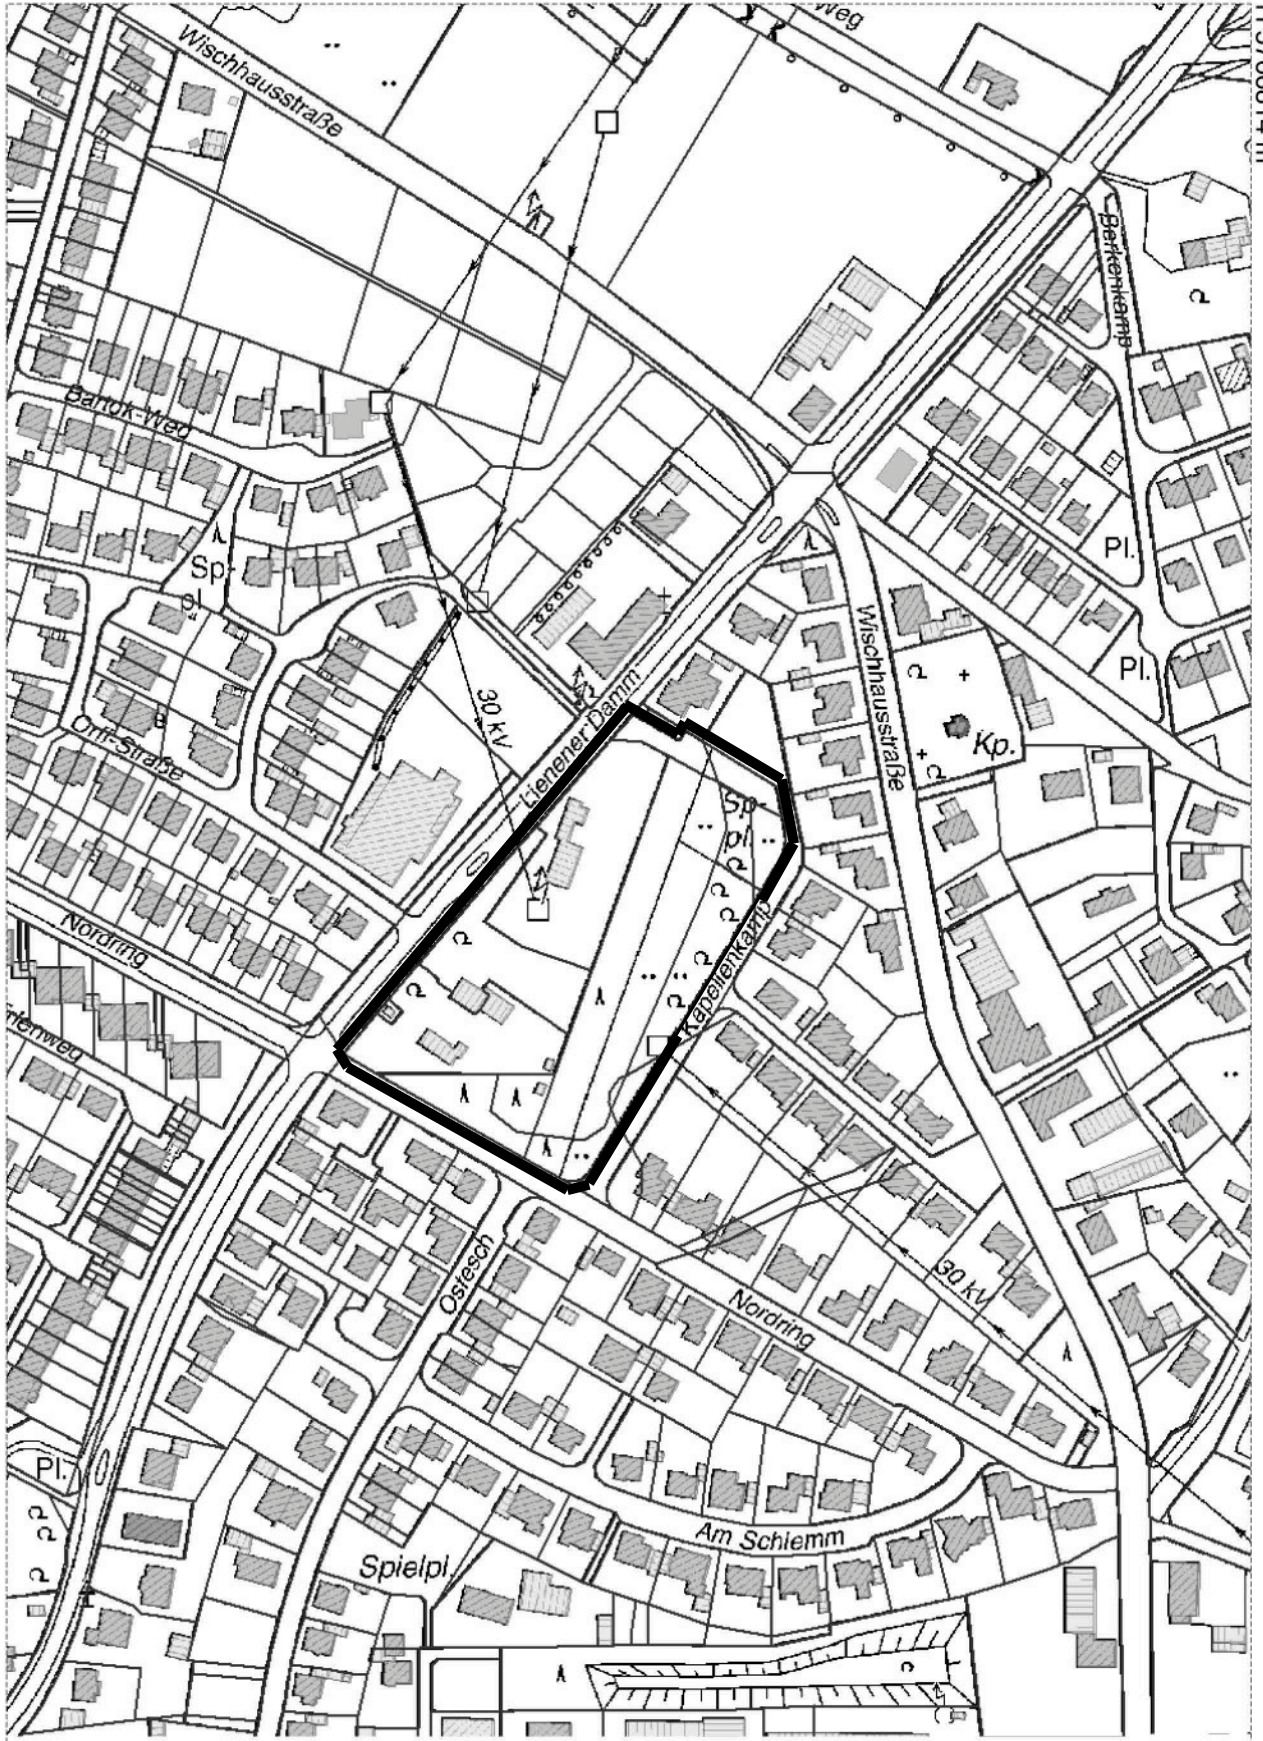 Weg
Wischhausstraße
Berkenkamp
Bartok-Weg
Pl.
Sp.-
pl.
Wischhausstraße
Pl.
30 kV
Lienener Damm
Kp.
Orff-Straße
Sp.-
pl.
Nordring
Kapellenkamp
Ostesch
30 kV
Nordring
Pl.
Am Schlemm
Spielpl.